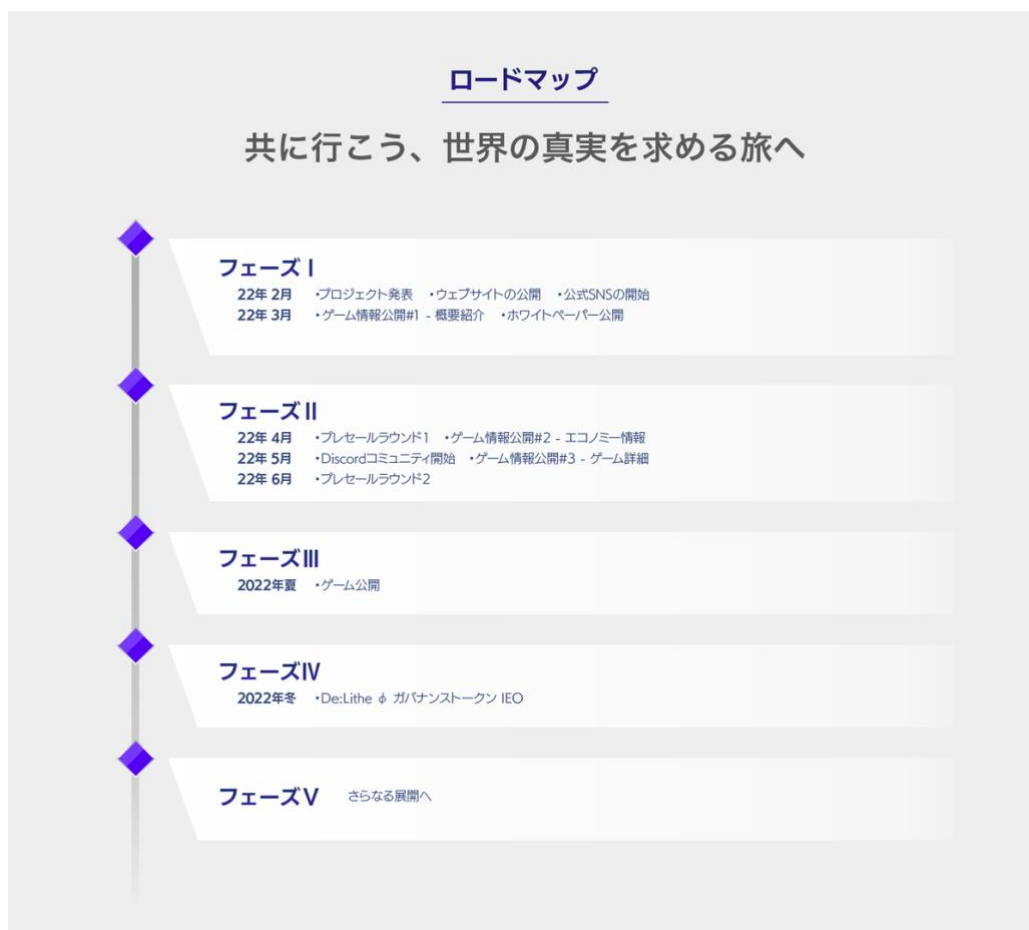 ロードマップ
共に行こう、世界の真実を求める旅へ
フェーズⅠ
22年 2月 ・プロジェクト発表 ・ウェブサイトの公開 ・公式SNSの開始
22年 3月 ・ゲーム情報公開#1 - 概要紹介 ・ホワイトペーパー公開
フェーズⅡ
22年 4月 ・プレセールラウンド1 ・ゲーム情報公開#2 - エコノミー情報
22年 5月 ・Discordコミュニティ開始 ・ゲーム情報公開#3 - ゲーム詳細
22年 6月 ・プレセールラウンド2
フェーズⅢ
2022年夏 ・ゲーム公開
フェーズⅣ
2022年冬 ・De:Lithe φ ガバナンストークン IEO
フェーズⅤ さらなる展開へ